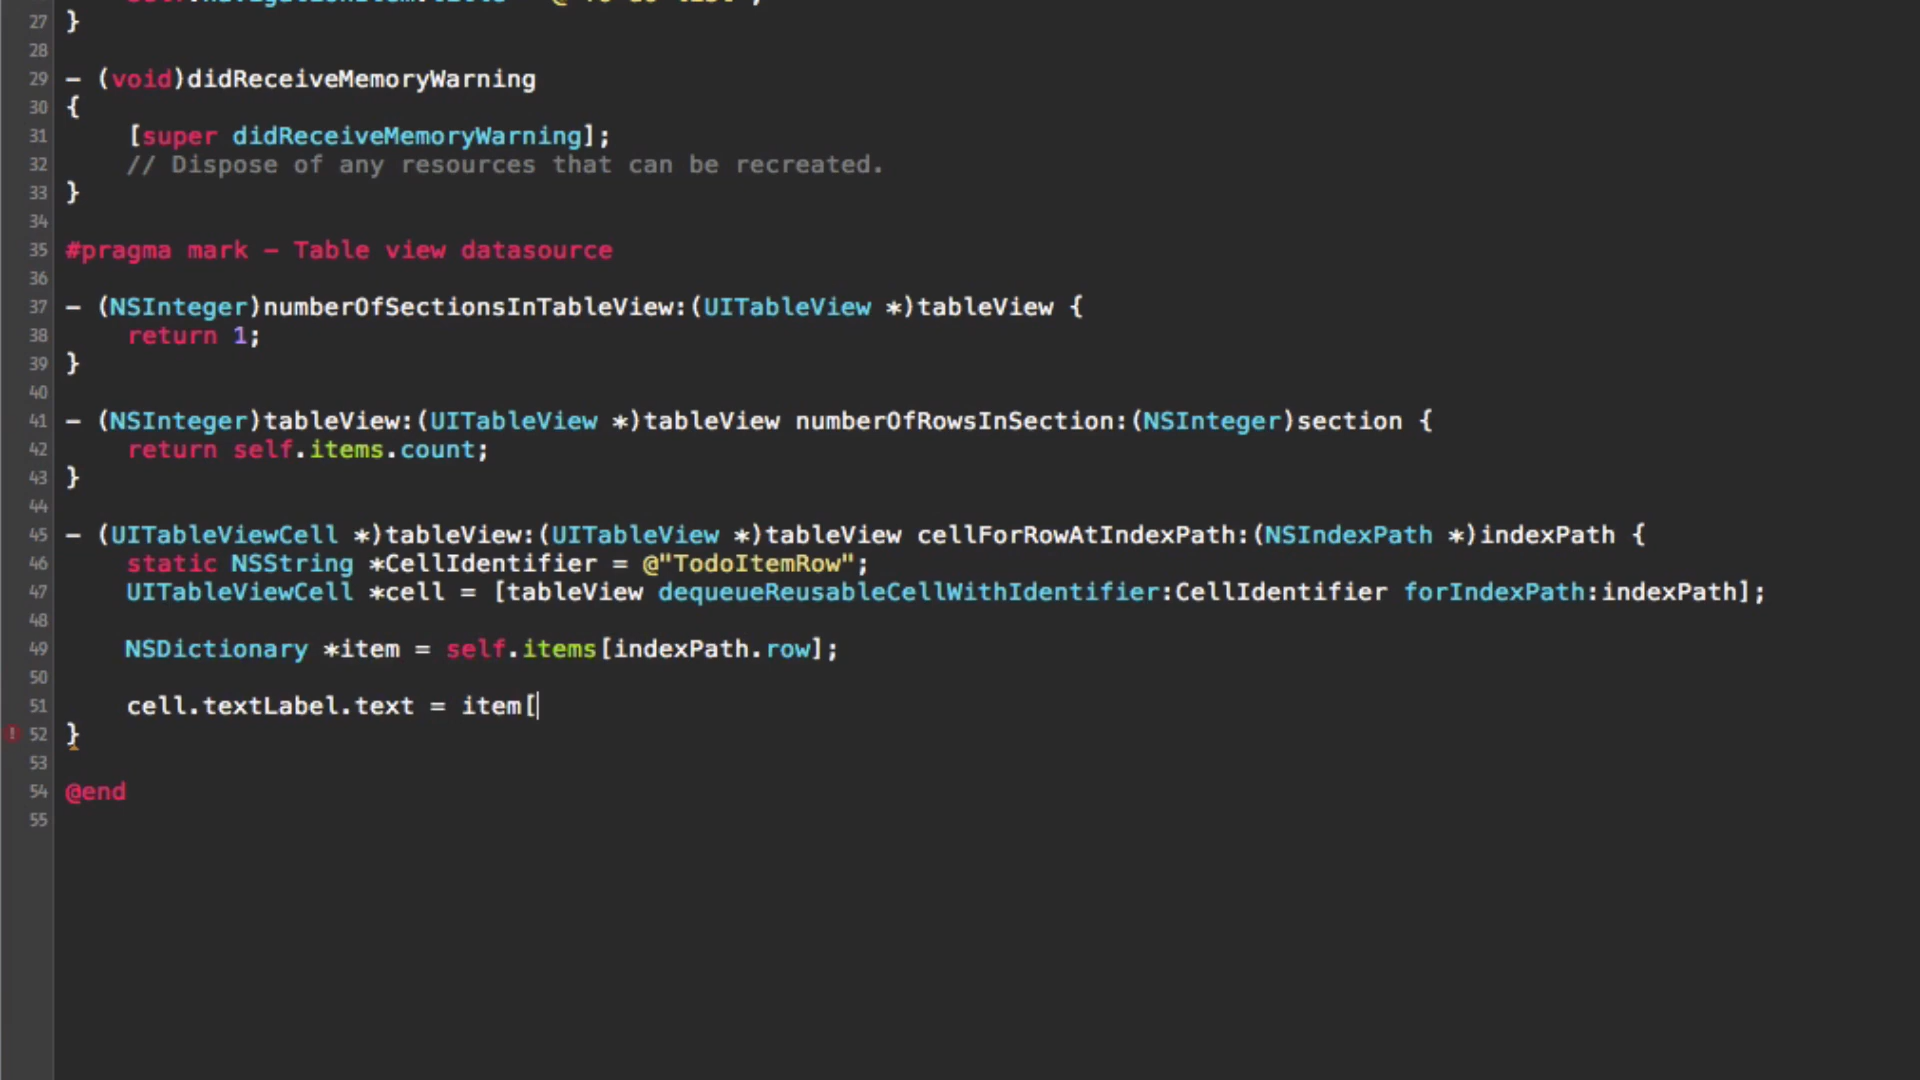 27 }
28
29 - (void)didReceiveMemoryWarning
30 {
31     [super didReceiveMemoryWarning];
32     // Dispose of any resources that can be recreated.
33 }
34
35 #pragma mark - Table view datasource
36
37 - (NSInteger)numberOfSectionsInTableView:(UITableView *)tableView {
38     return 1;
39 }
40
41 - (NSInteger)tableView:(UITableView *)tableView numberOfRowsInSection:(NSInteger)section {
42     return self.items.count;
43 }
44
45 - (UITableViewCell *)tableView:(UITableView *)tableView cellForRowAtIndexPath:(NSIndexPath *)indexPath {
46     static NSString *CellIdentifier = @"TodoItemRow";
47     UITableViewCell *cell = [tableView dequeueReusableCellWithIdentifier:CellIdentifier forIndexPath:indexPath];
48
49     NSDictionary *item = self.items[indexPath.row];
50
51     cell.textLabel.text = item[
! 52 }
53
54 @end
55